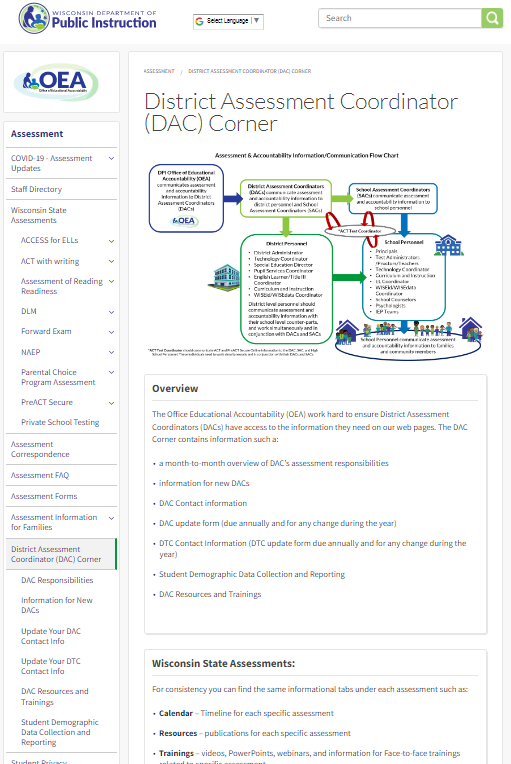 WISCONSIN DEPARTMENT OF
Public Instruction
Select Language
Search
OEA
Office of Educational Accountability
ASSESSMENT / DISTRICT ASSESSMENT COORDINATOR (DAC) CORNER
Assessment
COVID-19 - Assessment
Updates
Staff Directory
Wisconsin State
Assessments
ACCESS for ELLs
ACT with writing
Assessment of Reading
Readiness
DLM
Forward Exam
NAEP
Parental Choice
Program Assessment
PreACT Secure
Private School Testing
Assessment
Correspondence
Assessment FAQ
Assessment Forms
Assessment Information
for Families
District Assessment
Coordinator (DAC) Corner
DAC Responsibilities
Information for New
DACs
Update Your DAC
Contact Info
Update Your DTC
Contact Info
DAC Resources and
Trainings
Student Demographic
Data Collection and
Reporting
Student Privacy
District Assessment Coordinator
(DAC) Corner
Assessment & Accountability Information/Communication Flow Chart
DPI Office of Educational
Accountability (OEA)
communicates assessment
and accountability
information to District
Assessment Coordinators
(DACs)
OEA
District Assessment Coordinators
(DACs) communicate assessment
and accountability information to
district personnel and School
Assessment Coordinators (SACs)
School Assessment Coordinators
(SACs) communicate assessment
and accountability information to
school personnel
*ACT Test Coordinator
District Personnel
• District Administrator
• Technology Coordinator
• Special Education Director
• Pupil Services Coordinator
• English Learner/Title III
Coordinator
• Curriculum and Instruction
• WISEid/WISEdata Coordinator
District level personnel should
communicate assessment and
accountability information with
their school level counter-parts,
and work simultaneously and in
conjunction with DACs and SACs
School Personnel
• Principals
• Test Administrators
/Proctors/Teachers
• Technology Coordinator
• Curriculum and Instruction
• EL Coordinator
• WISEid/WISEdata
Coordinator
• School Counselors
• Psychologists
• IEP Teams
School Personnel communicate assessment
and accountability information to families
and community members
Overview
The Office Educational Accountability (OEA) work hard to ensure District Assessment
Coordinators (DACs) have access to the information they need on our web pages. The DAC
Corner contains information such a:
• a month-to-month overview of DAC's assessment responsibilities
• information for new DACs
• DAC Contact information
• DAC update form (due annually and for any change during the year)
• DTC Contact Information (DTC update form due annually and for any change during the
year)
• Student Demographic Data Collection and Reporting
• DAC Resources and Trainings
Wisconsin State Assessments:
For consistency you can find the same informational tabs under each assessment such as:
• Calendar – Timeline for each specific assessment
• Resources – publications for each specific assessment
• Trainings – videos, PowerPoints, webinars, and information for Face-to-face trainings
related to specific assessment